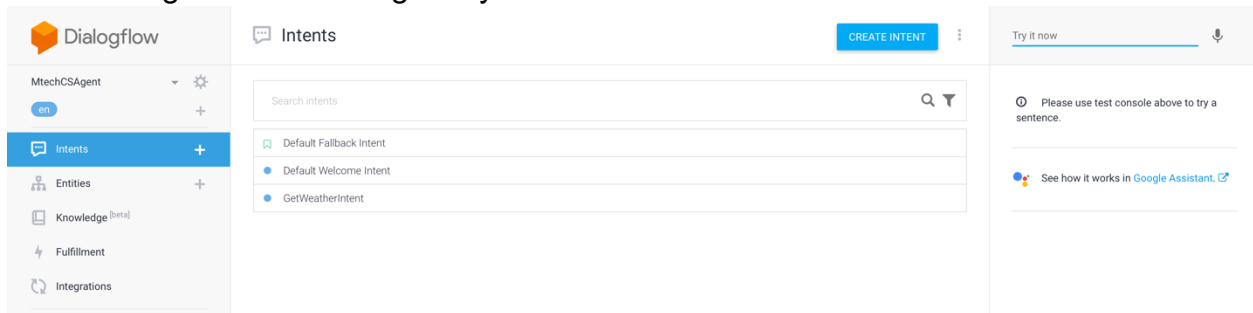 Dialogflow
MtechCSAgent
en
Intents
Entities
Knowledge [beta]
Fulfillment
Integrations
Intents
CREATE INTENT
Search intents
Default Fallback Intent
Default Welcome Intent
GetWeatherIntent
Try it now
Please use test console above to try a
sentence.
See how it works in Google Assistant.